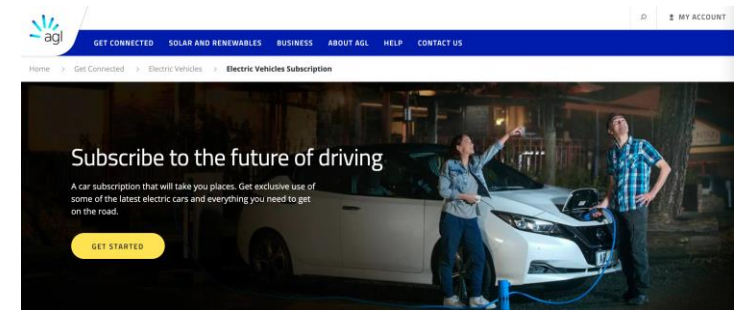 MY ACCOUNT
agl
GET CONNECTED SOLAR AND RENEWABLES BUSINESS ABOUT AGL HELP CONTACT US
Home > Get Connected > Electric Vehicles > Electric Vehicles Subscription
Subscribe to the future of driving
A car subscription that will take you places. Get exclusive use of
some of the latest electric cars and everything you need to get
on the road.
GET STARTED